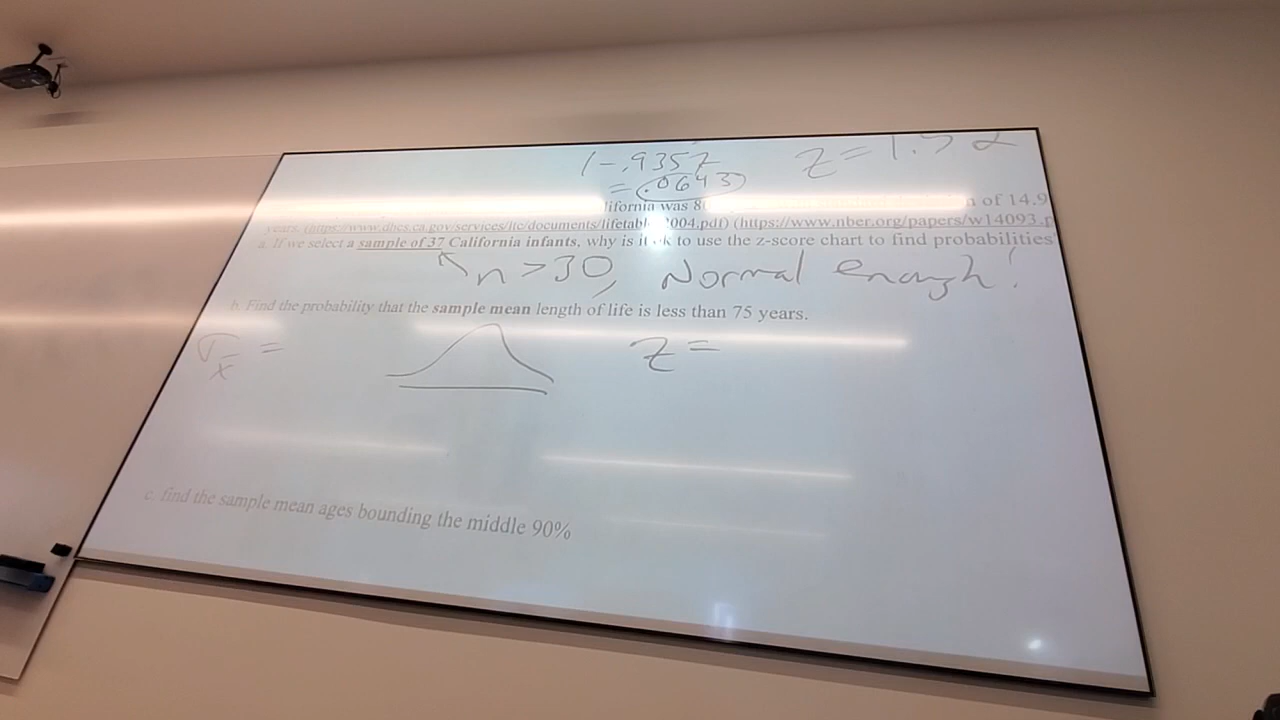 1-.9357 z=1.52
=.0643
lifornia was 8 of 14.9
years. (https://www.dhcs.ca.gov/services/ltc/documents/lifetabl 2004.pdf) (https://www.nber.org/papers/w14093.p
a. If we select a sample of 37 California infants, why is it ok to use the z-score chart to find probabilities
n>30, Normal enough!
b. Find the probability that the sample mean length of life is less than 75 years.
σx̄ = z=
c. find the sample mean ages bounding the middle 90%